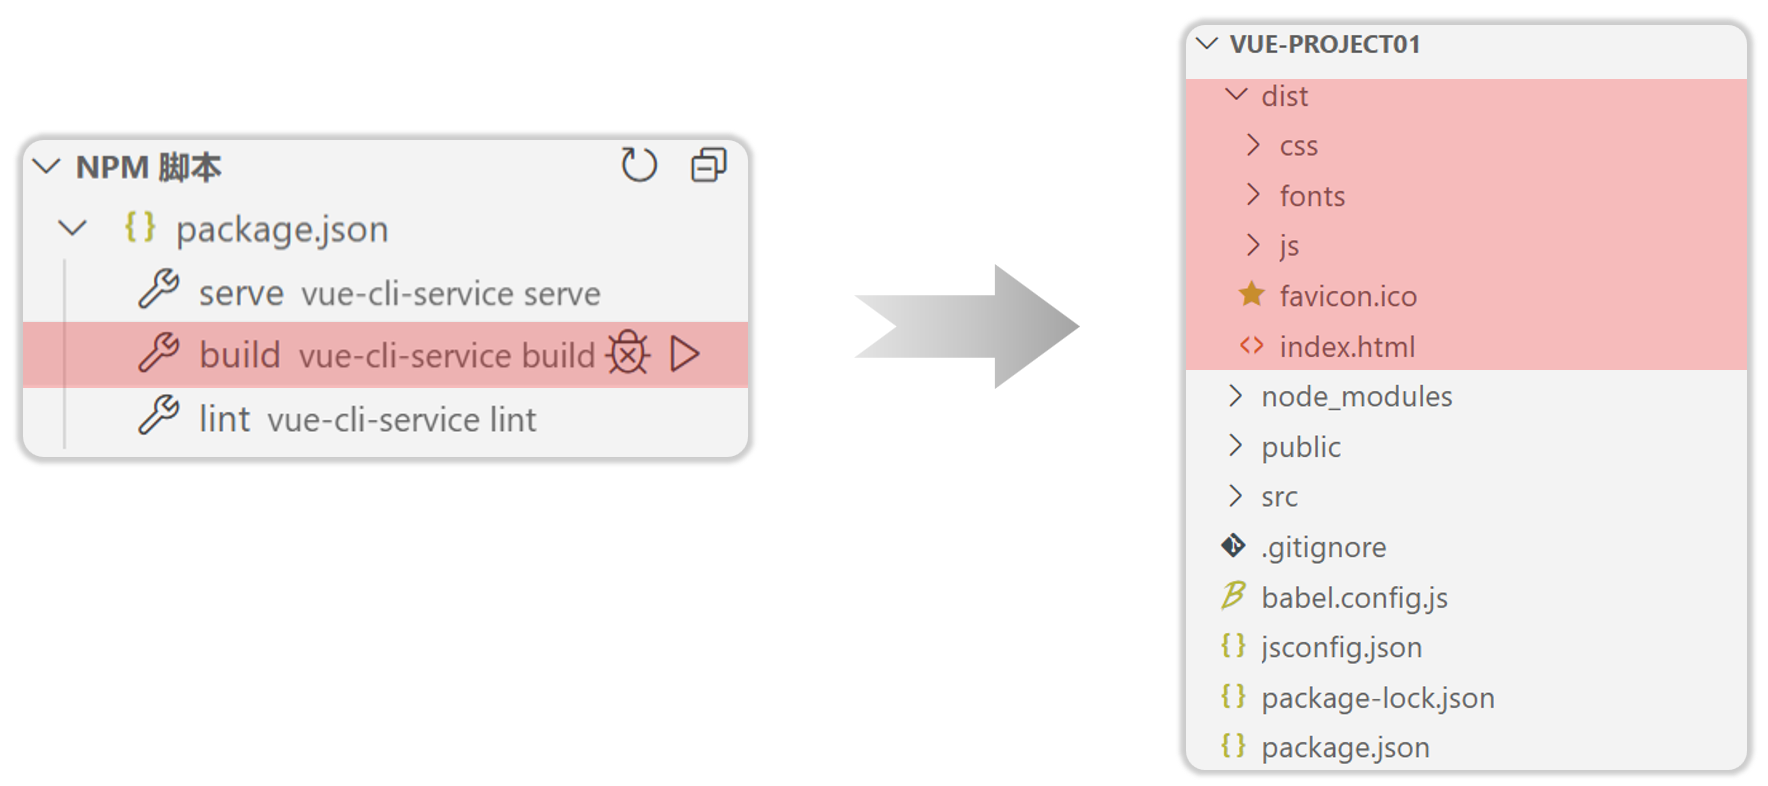 NPM 脚本
package.json
serve vue-cli-service serve
build vue-cli-service build
lint vue-cli-service lint
VUE-PROJECT01
dist
css
fonts
js
favicon.ico
index.html
node_modules
public
src
.gitignore
babel.config.js
jsconfig.json
package-lock.json
package.json